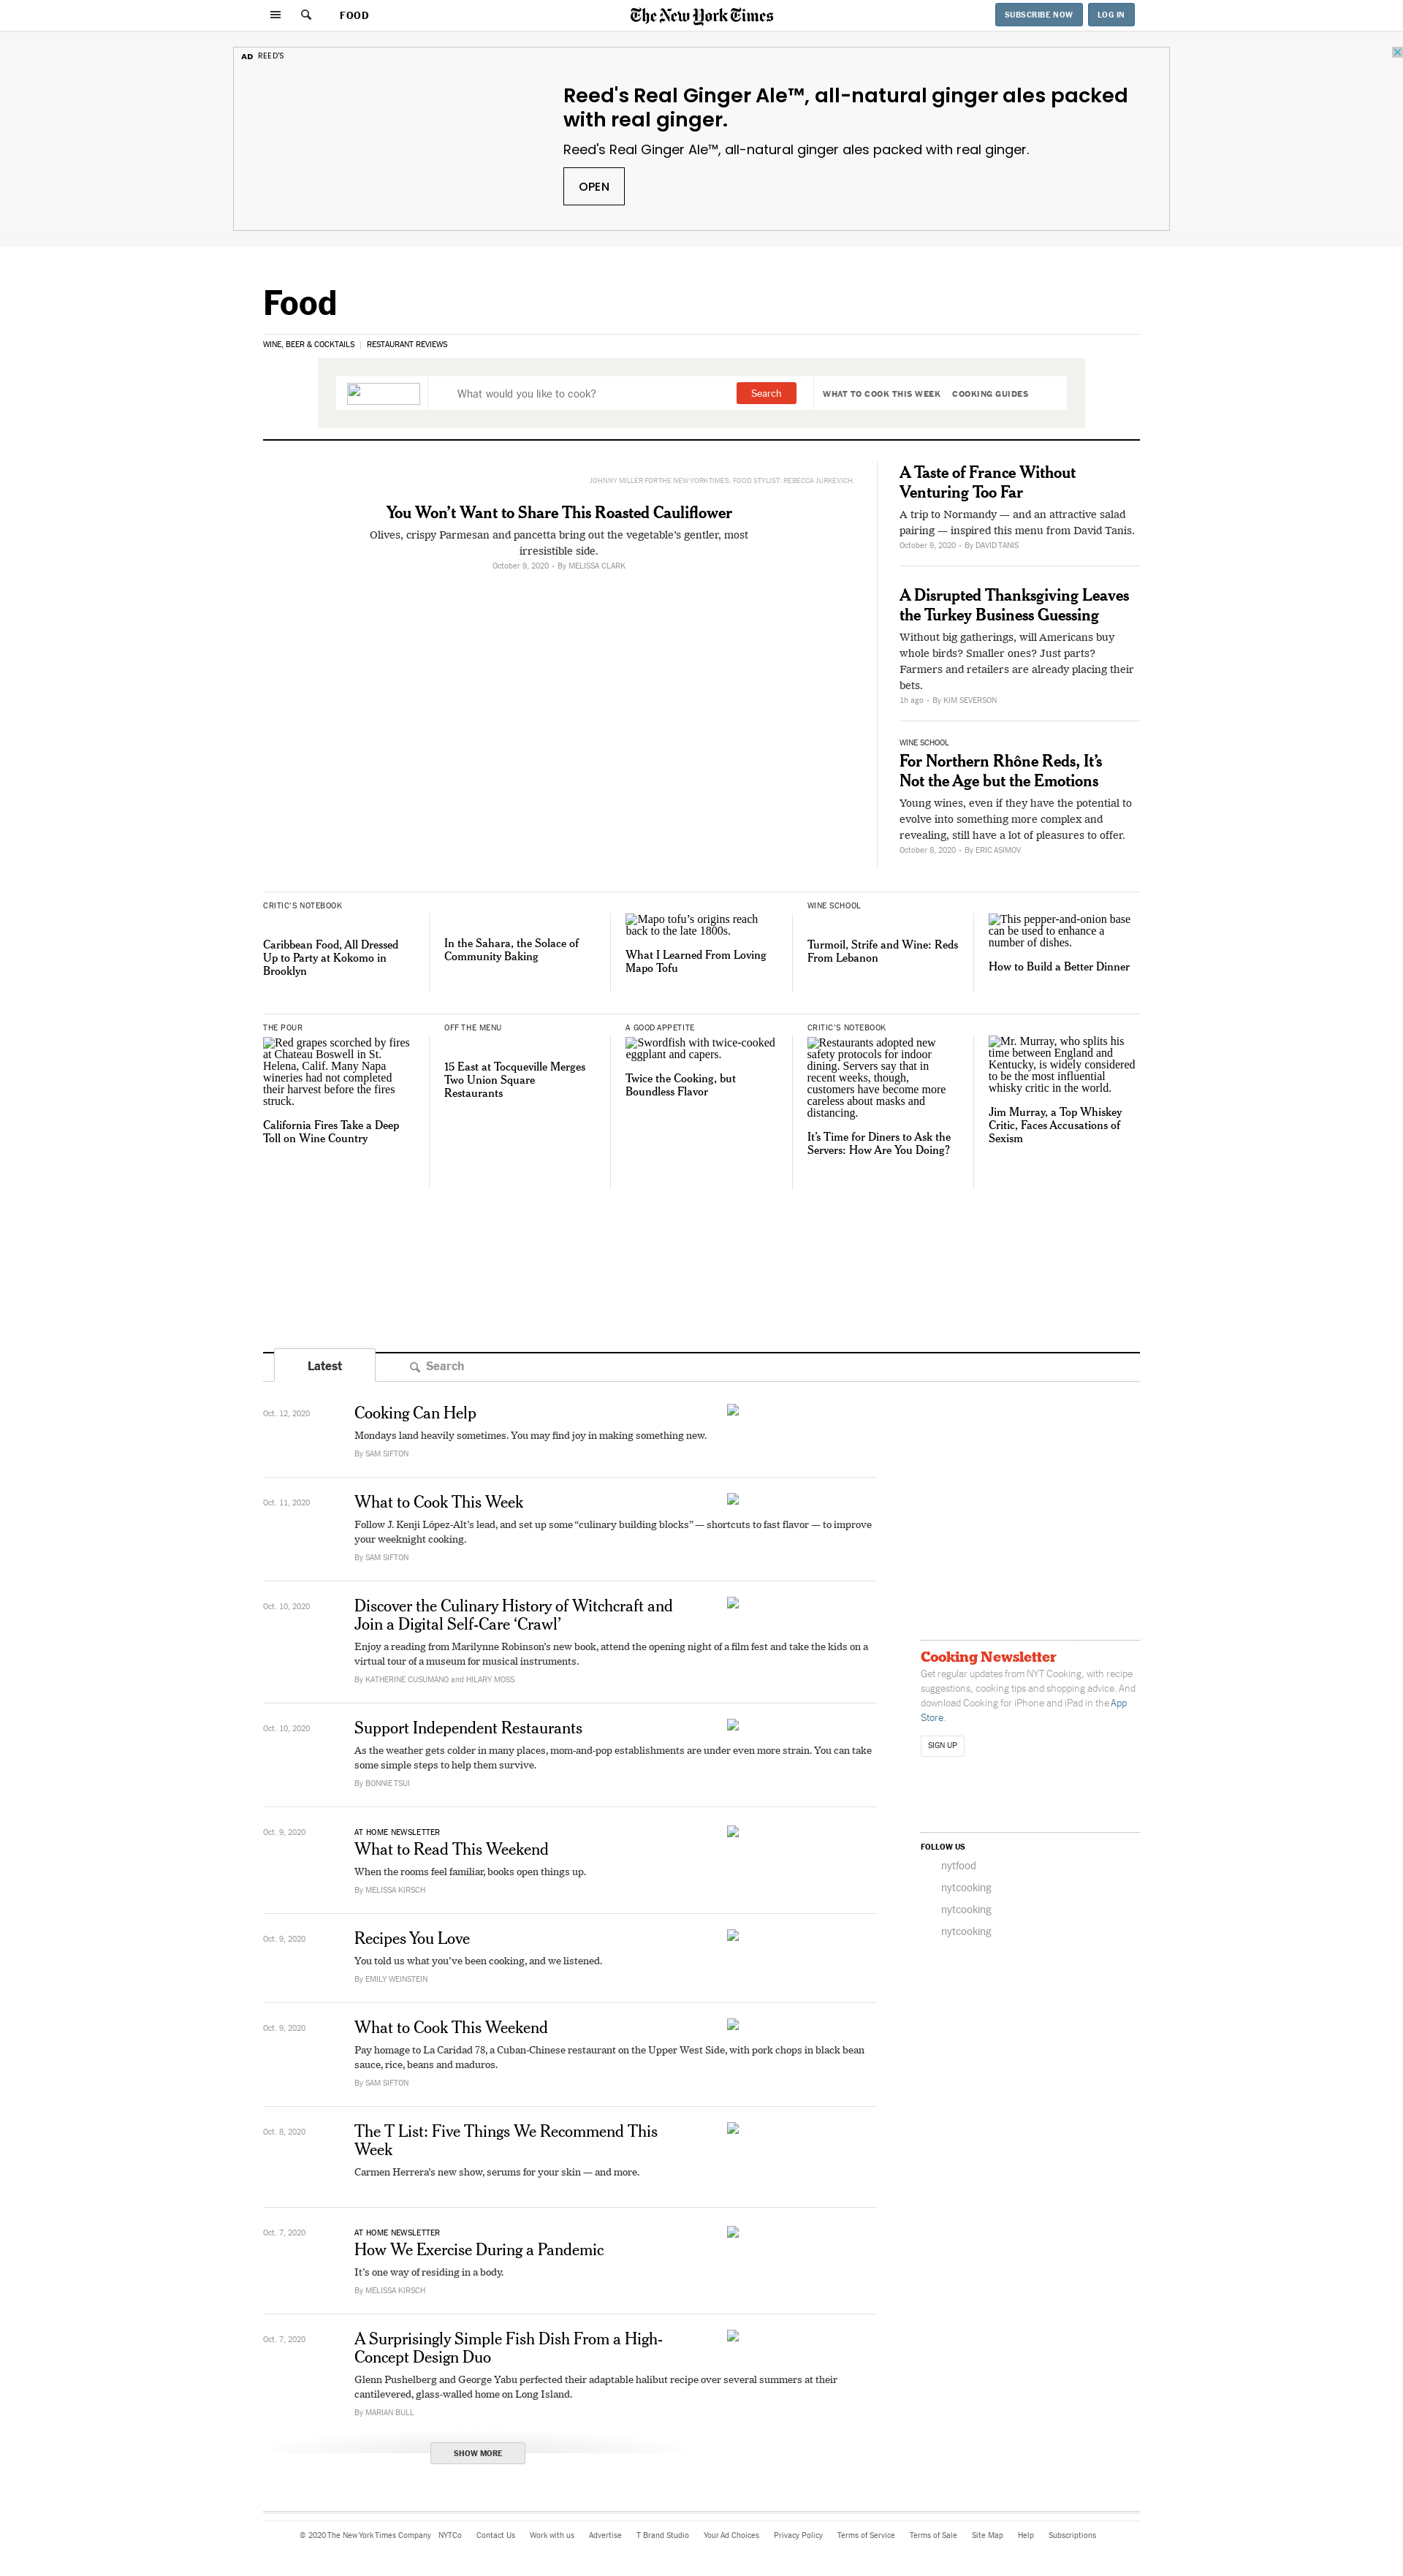 FOOD
The New York Times
SUBSCRIBE NOW
LOG IN
AD REED'S
Reed's Real Ginger Ale™, all-natural ginger ales packed
with real ginger.
Reed's Real Ginger Ale™, all-natural ginger ales packed with real ginger.
OPEN
Food
WINE, BEER & COCKTAILS | RESTAURANT REVIEWS
What would you like to cook?
Search
WHAT TO COOK THIS WEEK
COOKING GUIDES
JOHNNY MILLER FOR THE NEW YORK TIMES. FOOD STYLIST: REBECCA JURKEVICH.
You Won’t Want to Share This Roasted Cauliflower
Olives, crispy Parmesan and pancetta bring out the vegetable’s gentler, most
irresistible side.
October 9, 2020 • By MELISSA CLARK
A Taste of France Without
Venturing Too Far
A trip to Normandy — and an attractive salad
pairing — inspired this menu from David Tanis.
October 9, 2020 • By DAVID TANIS
A Disrupted Thanksgiving Leaves
the Turkey Business Guessing
Without big gatherings, will Americans buy
whole birds? Smaller ones? Just parts?
Farmers and retailers are already placing their
bets.
1h ago • By KIM SEVERSON
WINE SCHOOL
For Northern Rhône Reds, It’s
Not the Age but the Emotions
Young wines, even if they have the potential to
evolve into something more complex and
revealing, still have a lot of pleasures to offer.
October 8, 2020 • By ERIC ASIMOV
CRITIC’S NOTEBOOK
Caribbean Food, All Dressed
Up to Party at Kokomo in
Brooklyn
In the Sahara, the Solace of
Community Baking
Mapo tofu’s origins reach
back to the late 1800s.
What I Learned From Loving
Mapo Tofu
WINE SCHOOL
Turmoil, Strife and Wine: Reds
From Lebanon
This pepper-and-onion base
can be used to enhance a
number of dishes.
How to Build a Better Dinner
THE POUR
Red grapes scorched by fires
at Chateau Boswell in St.
Helena, Calif. Many Napa
wineries had not completed
their harvest before the fires
struck.
California Fires Take a Deep
Toll on Wine Country
OFF THE MENU
15 East at Tocqueville Merges
Two Union Square
Restaurants
A GOOD APPETITE
Swordfish with twice-cooked
eggplant and capers.
Twice the Cooking, but
Boundless Flavor
CRITIC’S NOTEBOOK
Restaurants adopted new
safety protocols for indoor
dining. Servers say that in
recent weeks, though,
customers have become more
careless about masks and
distancing.
It’s Time for Diners to Ask the
Servers: How Are You Doing?
Mr. Murray, who splits his
time between England and
Kentucky, is widely considered
to be the most influential
whisky critic in the world.
Jim Murray, a Top Whiskey
Critic, Faces Accusations of
Sexism
Latest
Search
Oct. 12, 2020
Cooking Can Help
Mondays land heavily sometimes. You may find joy in making something new.
By SAM SIFTON
Oct. 11, 2020
What to Cook This Week
Follow J. Kenji López-Alt’s lead, and set up some “culinary building blocks” — shortcuts to fast flavor — to improve
your weeknight cooking.
By SAM SIFTON
Oct. 10, 2020
Discover the Culinary History of Witchcraft and
Join a Digital Self-Care ‘Crawl’
Enjoy a reading from Marilynne Robinson’s new book, attend the opening night of a film fest and take the kids on a
virtual tour of a museum for musical instruments.
By KATHERINE CUSUMANO and HILARY MOSS
Oct. 10, 2020
Support Independent Restaurants
As the weather gets colder in many places, mom-and-pop establishments are under even more strain. You can take
some simple steps to help them survive.
By BONNIE TSUI
Oct. 9, 2020
AT HOME NEWSLETTER
What to Read This Weekend
When the rooms feel familiar, books open things up.
By MELISSA KIRSCH
Oct. 9, 2020
Recipes You Love
You told us what you’ve been cooking, and we listened.
By EMILY WEINSTEIN
Oct. 9, 2020
What to Cook This Weekend
Pay homage to La Caridad 78, a Cuban-Chinese restaurant on the Upper West Side, with pork chops in black bean
sauce, rice, beans and maduros.
By SAM SIFTON
Oct. 8, 2020
The T List: Five Things We Recommend This
Week
Carmen Herrera’s new show, serums for your skin — and more.
Oct. 7, 2020
AT HOME NEWSLETTER
How We Exercise During a Pandemic
It’s one way of residing in a body.
By MELISSA KIRSCH
Oct. 7, 2020
A Surprisingly Simple Fish Dish From a High-
Concept Design Duo
Glenn Pushelberg and George Yabu perfected their adaptable halibut recipe over several summers at their
cantilevered, glass-walled home on Long Island.
By MARIAN BULL
SHOW MORE
Cooking Newsletter
Get regular updates from NYT Cooking, with recipe
suggestions, cooking tips and shopping advice. And
download Cooking for iPhone and iPad in the App
Store.
SIGN UP
FOLLOW US
nytfood
nytcooking
nytcooking
nytcooking
© 2020 The New York Times Company NYTCo Contact Us Work with us Advertise T Brand Studio Your Ad Choices Privacy Policy Terms of Service Terms of Sale Site Map Help Subscriptions